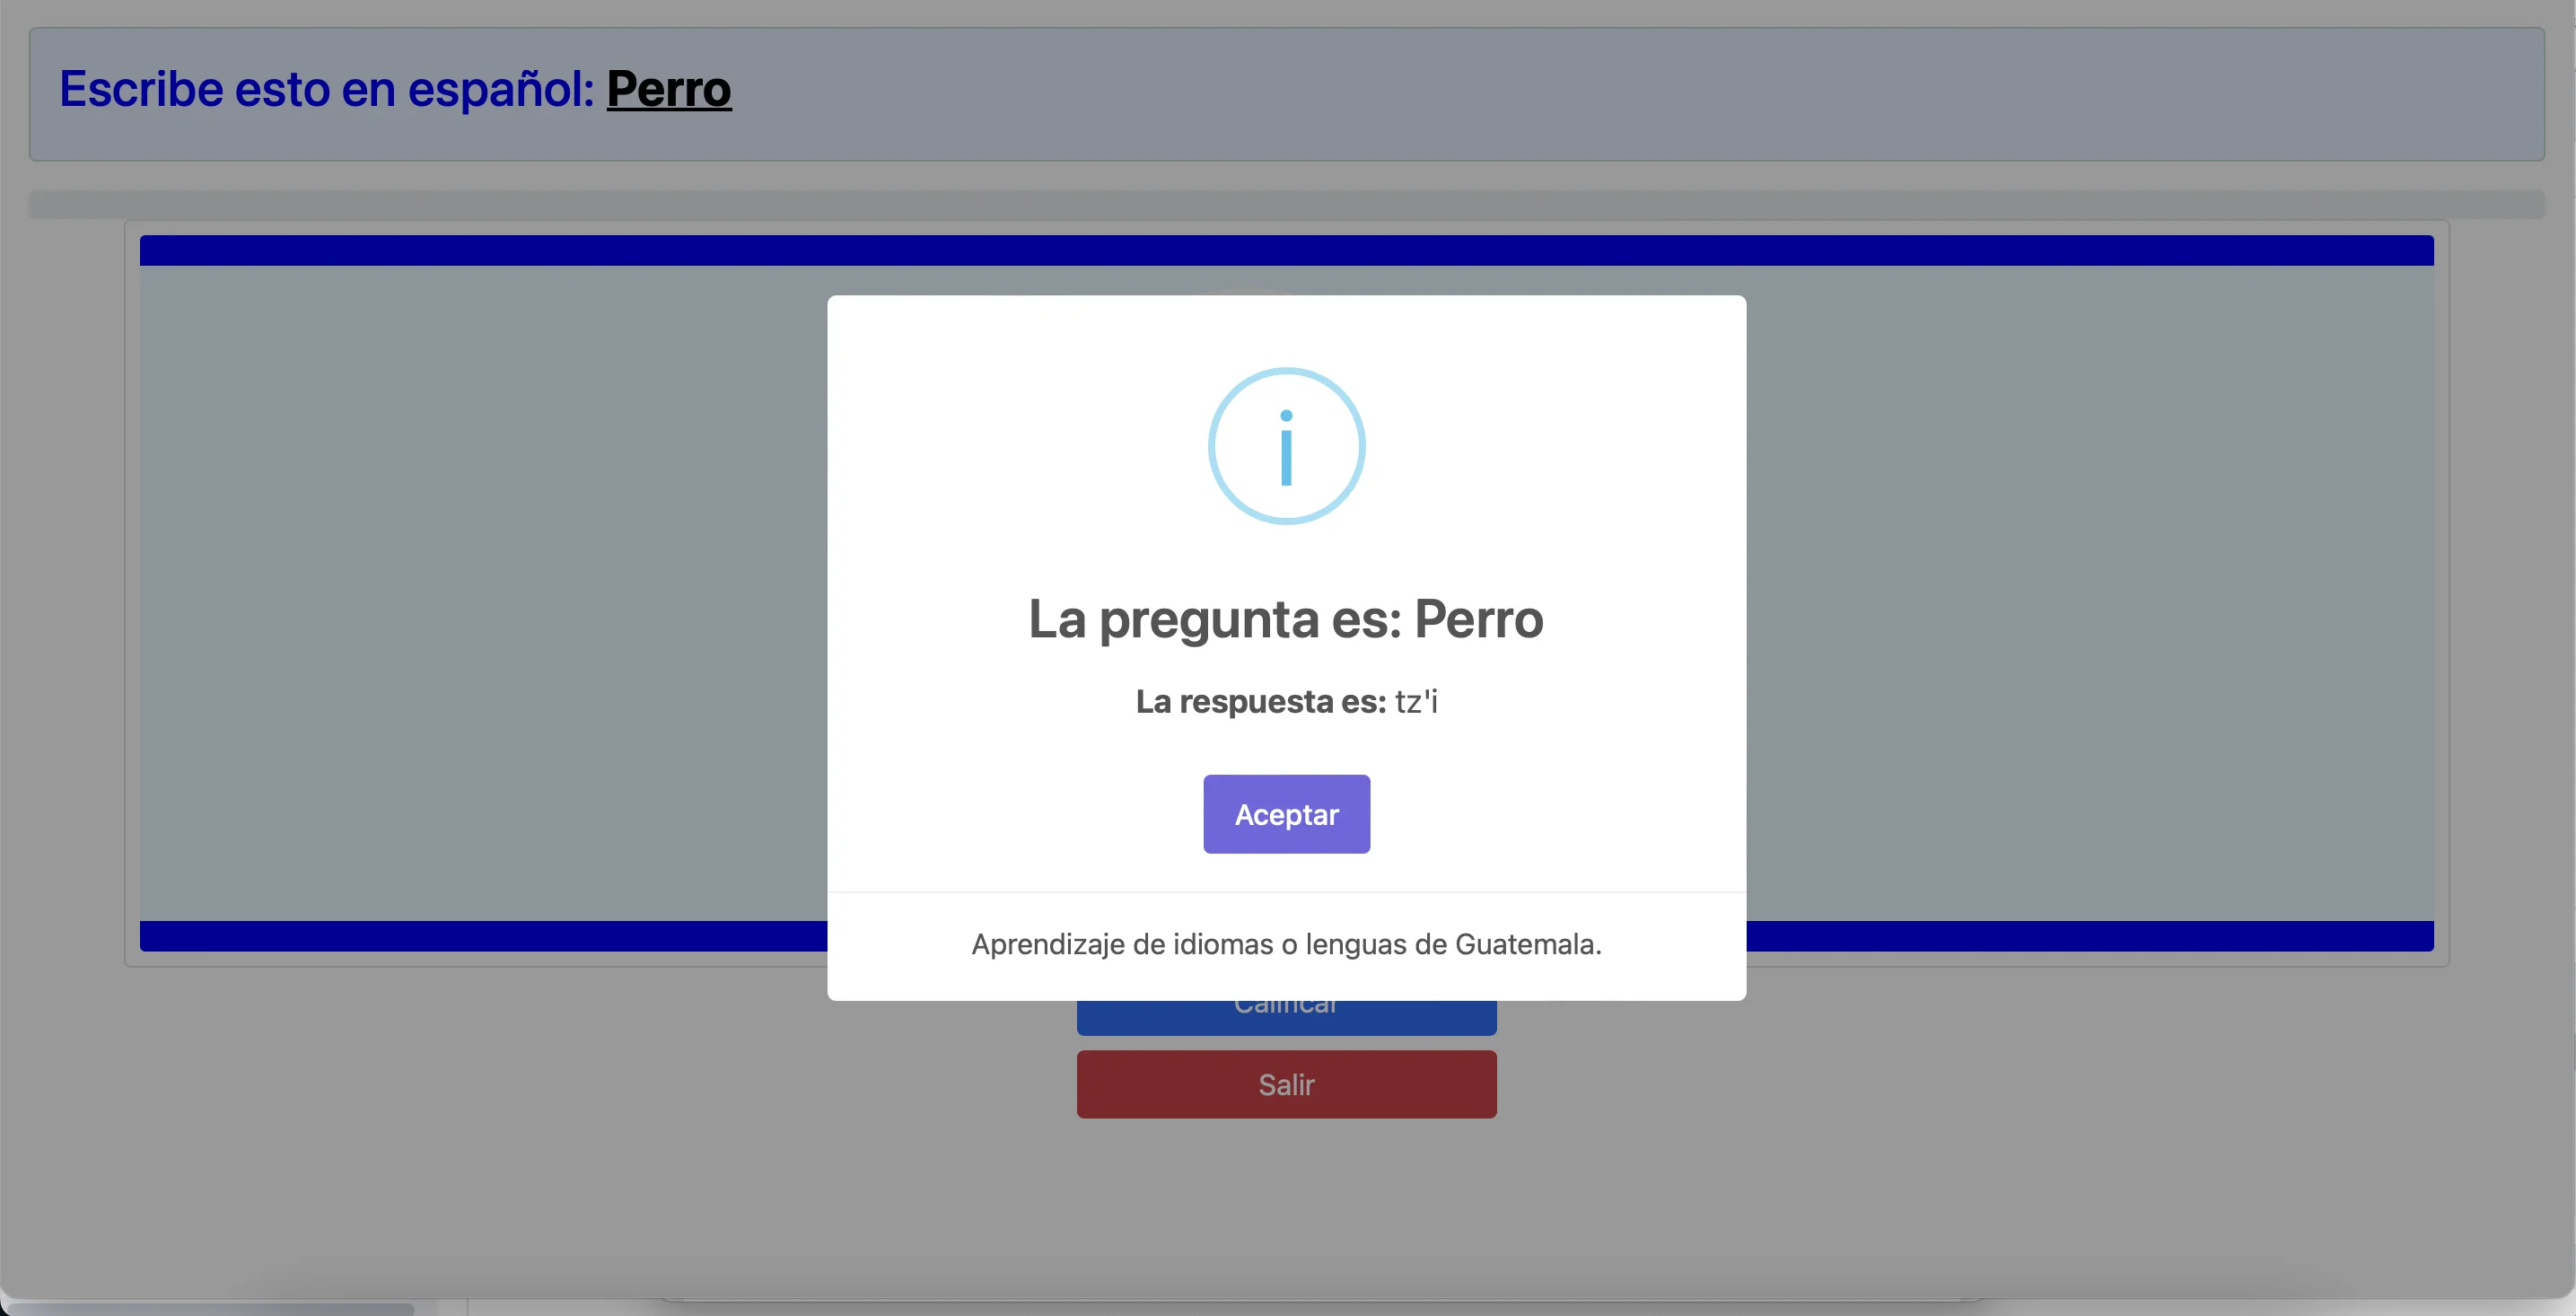 Escribe esto en español: Perro
i
La pregunta es: Perro
La respuesta es: tz'i
Aceptar
Aprendizaje de idiomas o lenguas de Guatemala.
Calificar
Salir